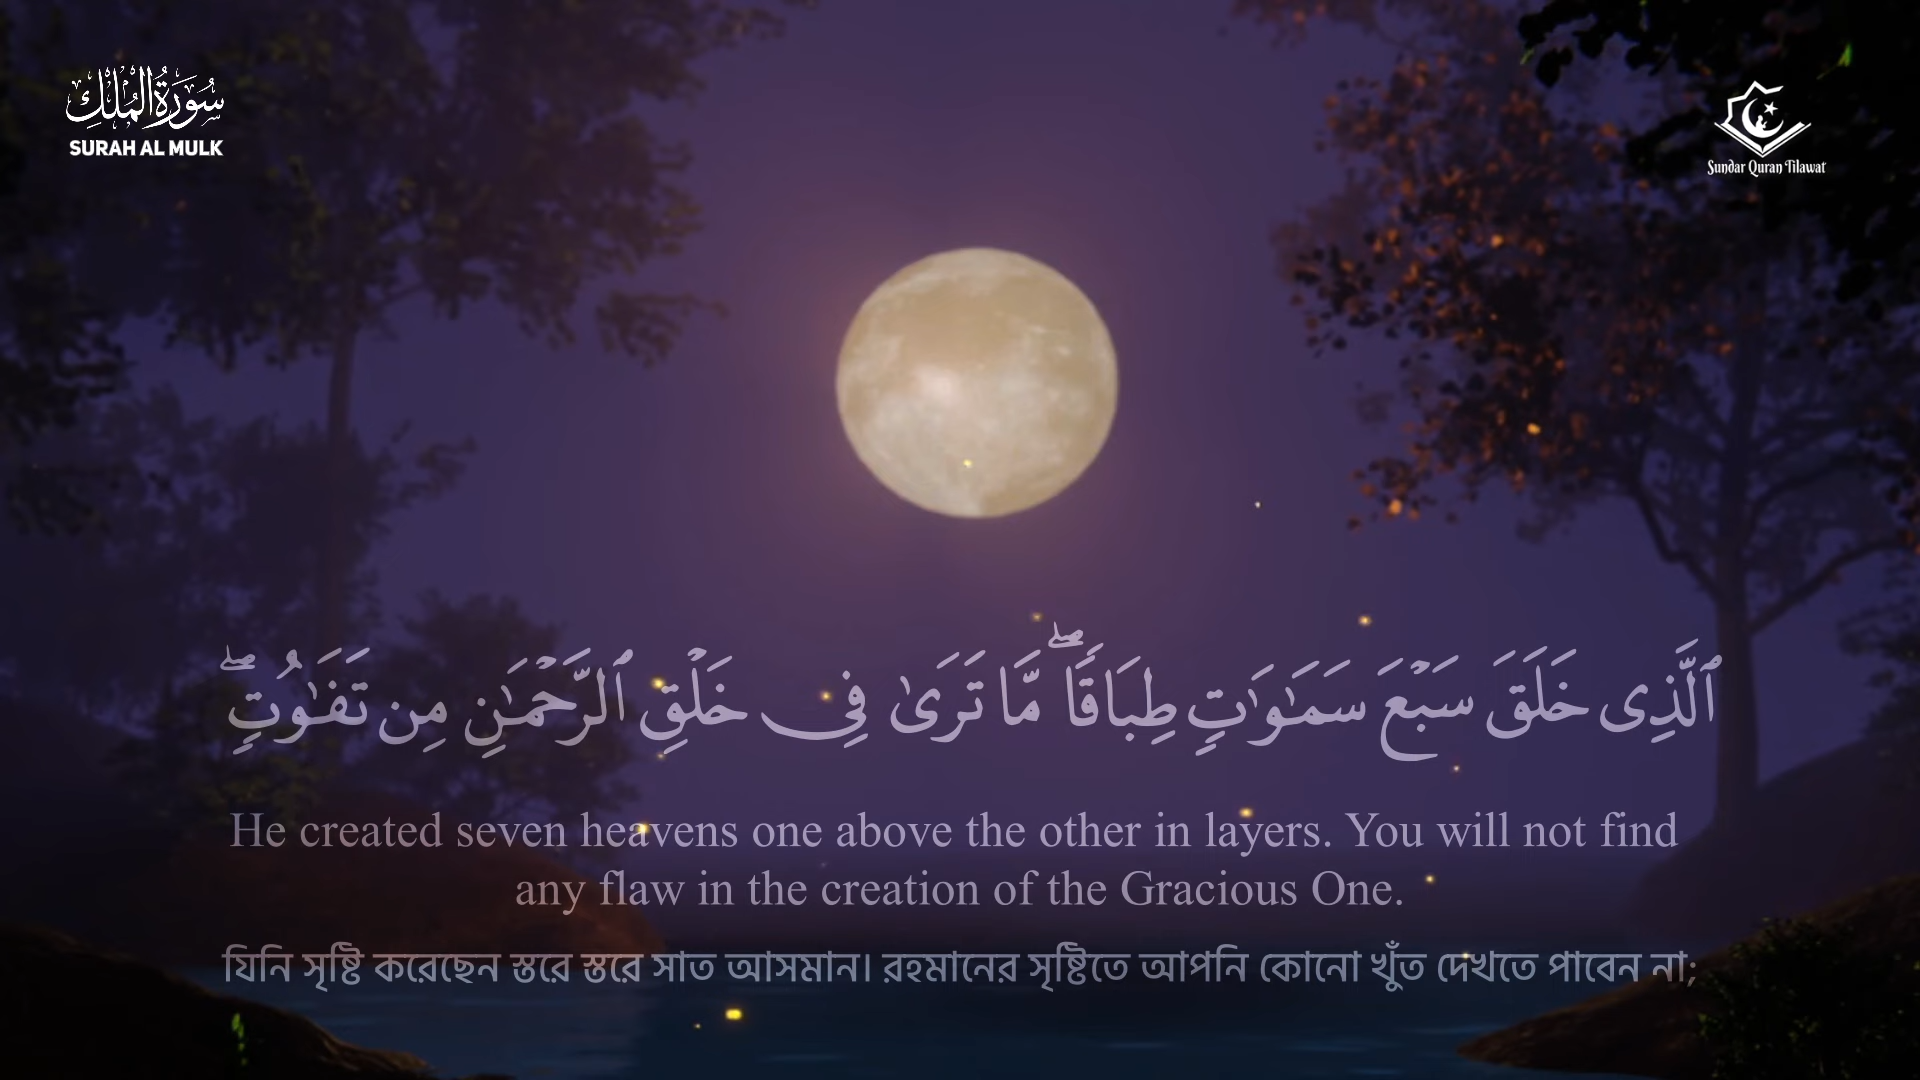 سُورَةُ الْمُلْكِ
SURAH AL MULK
Sundar Quran Tilawat
ٱلَّذِى خَلَقَ سَبْعَ سَمَـٰوَٰتٍ طِبَاقًا ۖ مَّا تَرَىٰ فِى خَلْقِ ٱلرَّحْمَـٰنِ مِن تَفَـٰوُتٍ ۖ
He created seven heavens one above the other in layers. You will not find
any flaw in the creation of the Gracious One.
যিনি সৃষ্টি করেছেন স্তরে স্তরে সাত আসমান। রহমানের সৃষ্টিতে আপনি কোনো খুঁত দেখতে পাবেন না;